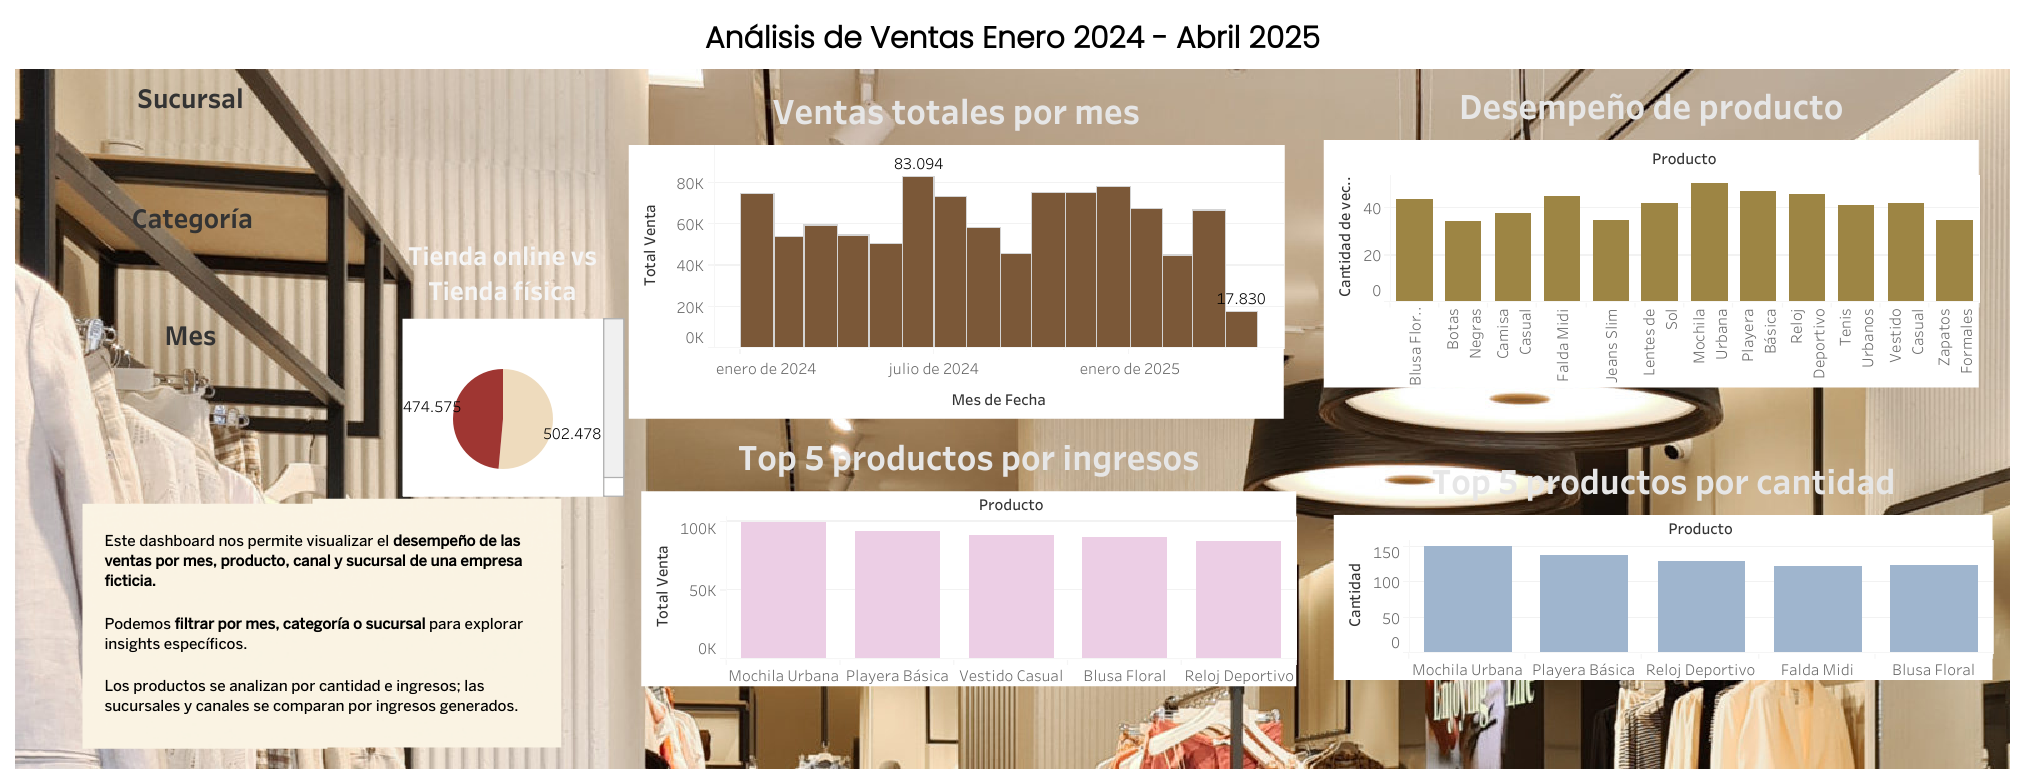 Análisis de Ventas Enero 2024 - Abril 2025
Sucursal
Categoría
Mes
Tienda online vs
Tienda física
474.575
502.478
Este dashboard nos permite visualizar el desempeño de las
ventas por mes, producto, canal y sucursal de una empresa
ficticia.
Podemos filtrar por mes, categoría o sucursal para explorar
insights específicos.
Los productos se analizan por cantidad e ingresos; las
sucursales y canales se comparan por ingresos generados.
Ventas totales por mes
Total Venta
80K
60K
40K
20K
0K
83.094
17.830
enero de 2024
julio de 2024
enero de 2025
Mes de Fecha
Desempeño de producto
Producto
Cantidad de vec..
40
20
0
Blusa Flor..
Botas
Negras
Camisa
Casual
Falda Midi
Jeans Slim
Lentes de
Sol
Mochila
Urbana
Playera
Básica
Reloj
Deportivo
Tenis
Urbanos
Vestido
Casual
Zapatos
Formales
Top 5 productos por ingresos
Producto
Total Venta
100K
50K
0K
Mochila Urbana
Playera Básica
Vestido Casual
Blusa Floral
Reloj Deportivo
Top 5 productos por cantidad
Producto
Cantidad
150
100
50
0
Mochila Urbana
Playera Básica
Reloj Deportivo
Falda Midi
Blusa Floral